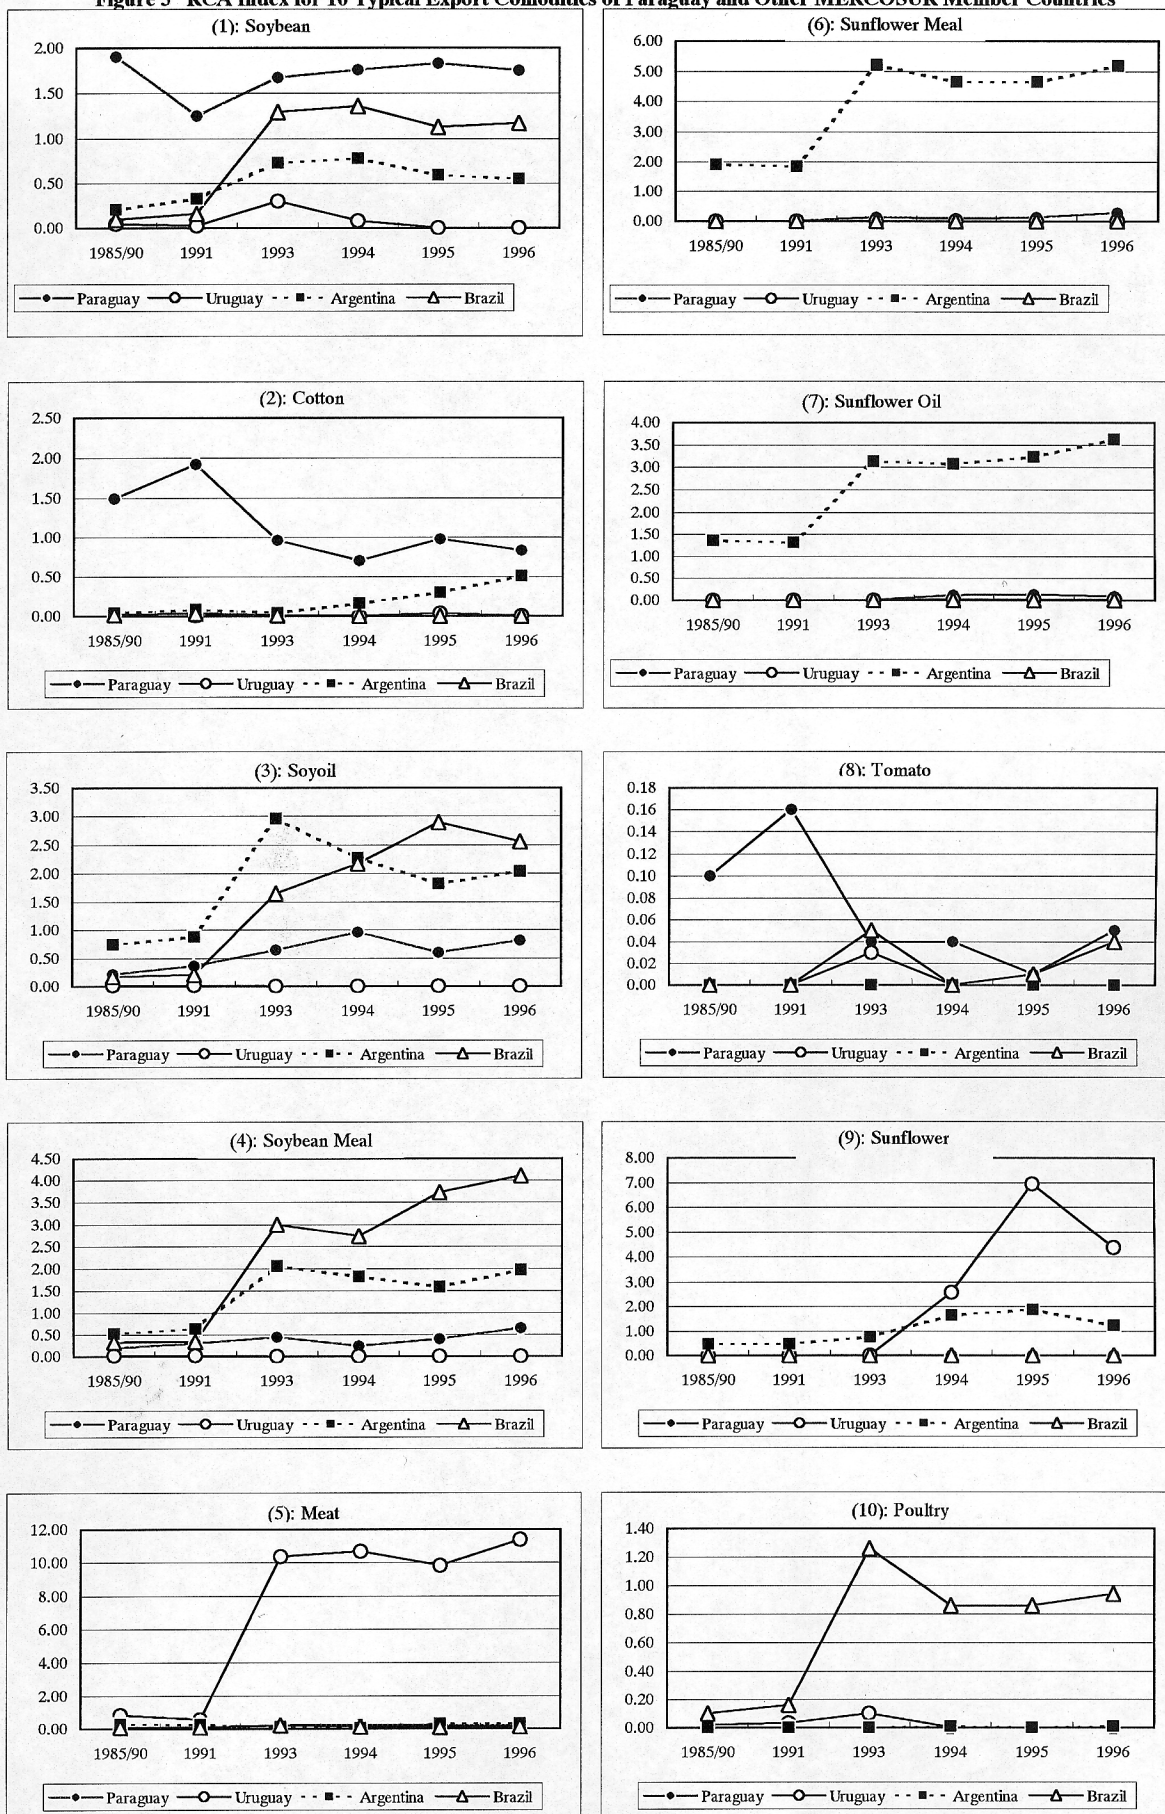 Figure 3 RCA Index for 10 Typical Export Comodities of Paraguay and Other MERCOSUR Member Countries
(1): Soybean
2.00
1.50
1.00
0.50
0.00
1985/90 1991 1993 1994 1995 1996
Paraguay Uruguay Argentina Brazil
(6): Sunflower Meal
6.00
5.00
4.00
3.00
2.00
1.00
0.00
1985/90 1991 1993 1994 1995 1996
Paraguay Uruguay Argentina Brazil
(2): Cotton
2.50
2.00
1.50
1.00
0.50
0.00
1985/90 1991 1993 1994 1995 1996
Paraguay Uruguay Argentina Brazil
(7): Sunflower Oil
4.00
3.50
3.00
2.50
2.00
1.50
1.00
0.50
0.00
1985/90 1991 1993 1994 1995 1996
Paraguay Uruguay Argentina Brazil
(3): Soyoil
3.50
3.00
2.50
2.00
1.50
1.00
0.50
0.00
1985/90 1991 1993 1994 1995 1996
Paraguay Uruguay Argentina Brazil
(8): Tomato
0.18
0.16
0.14
0.12
0.10
0.08
0.06
0.04
0.02
0.00
1985/90 1991 1993 1994 1995 1996
Paraguay Uruguay Argentina Brazil
(4): Soybean Meal
4.50
4.00
3.50
3.00
2.50
2.00
1.50
1.00
0.50
0.00
1985/90 1991 1993 1994 1995 1996
Paraguay Uruguay Argentina Brazil
(9): Sunflower
8.00
7.00
6.00
5.00
4.00
3.00
2.00
1.00
0.00
1985/90 1991 1993 1994 1995 1996
Paraguay Uruguay Argentina Brazil
(5): Meat
12.00
10.00
8.00
6.00
4.00
2.00
0.00
1985/90 1991 1993 1994 1995 1996
Paraguay Uruguay Argentina Brazil
(10): Poultry
1.40
1.20
1.00
0.80
0.60
0.40
0.20
0.00
1985/90 1991 1993 1994 1995 1996
Paraguay Uruguay Argentina Brazil